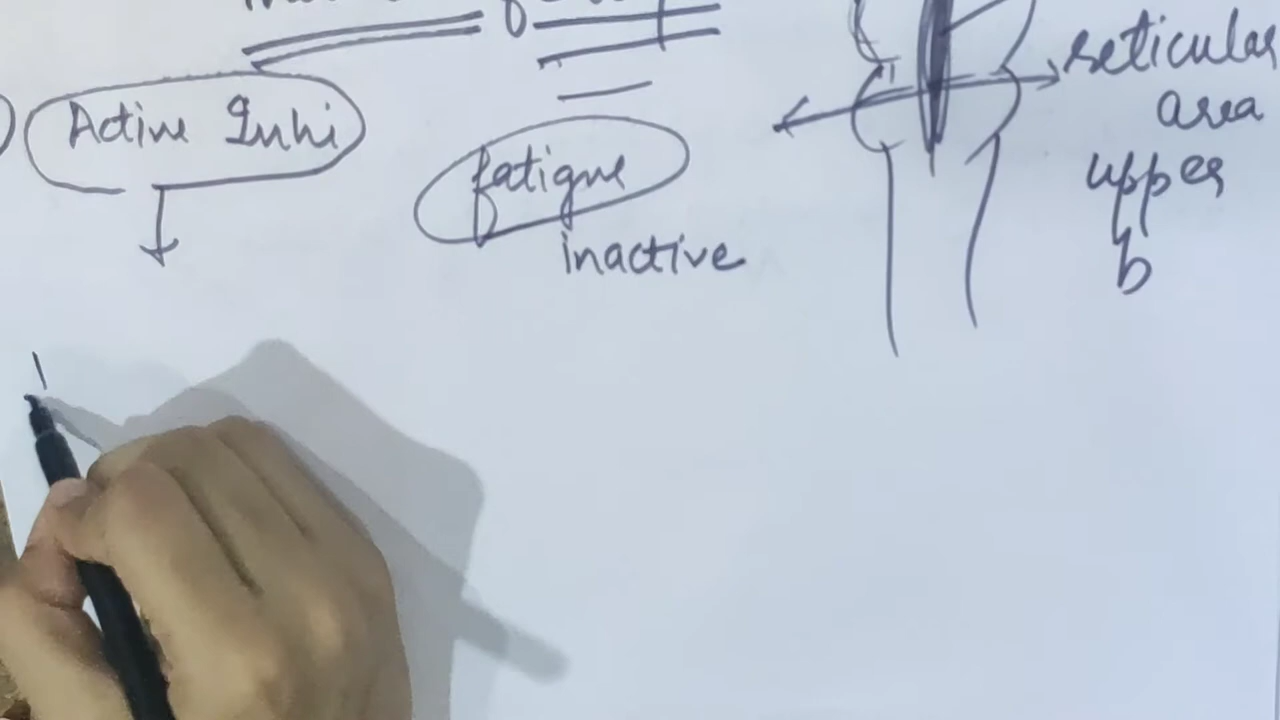 Active Inhi
fatigue
inactive
reticular
area
upper
b